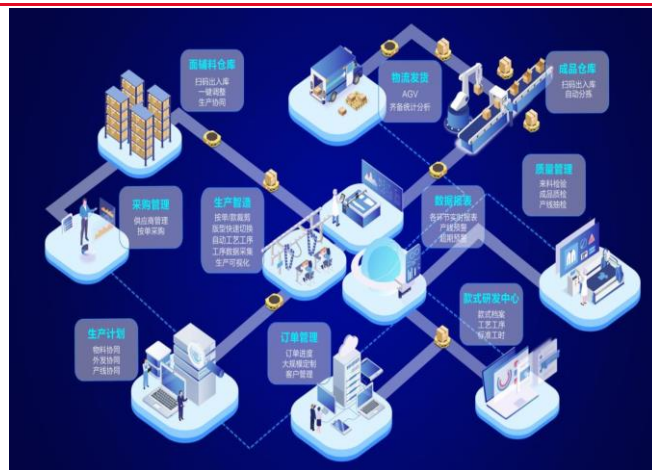 面辅料仓库
扫码出入库
一键调整
生产协同
物流发货
AGV
齐备统计分析
成品仓库
扫码出入库
自动分拣
采购管理
供应商管理
按单采购
生产智造
按单/款裁剪
版型快速切换
自动工艺工序
工序数据采集
生产可视化
数据报表
各环节实时报表
产线预警
超期预警
质量管理
来料检验
成品质检
产线抽检
生产计划
物料协同
外发协同
产线协同
订单管理
订单进度
大规模定制
客户管理
款式研发中心
款式档案
工艺工序
标准工时